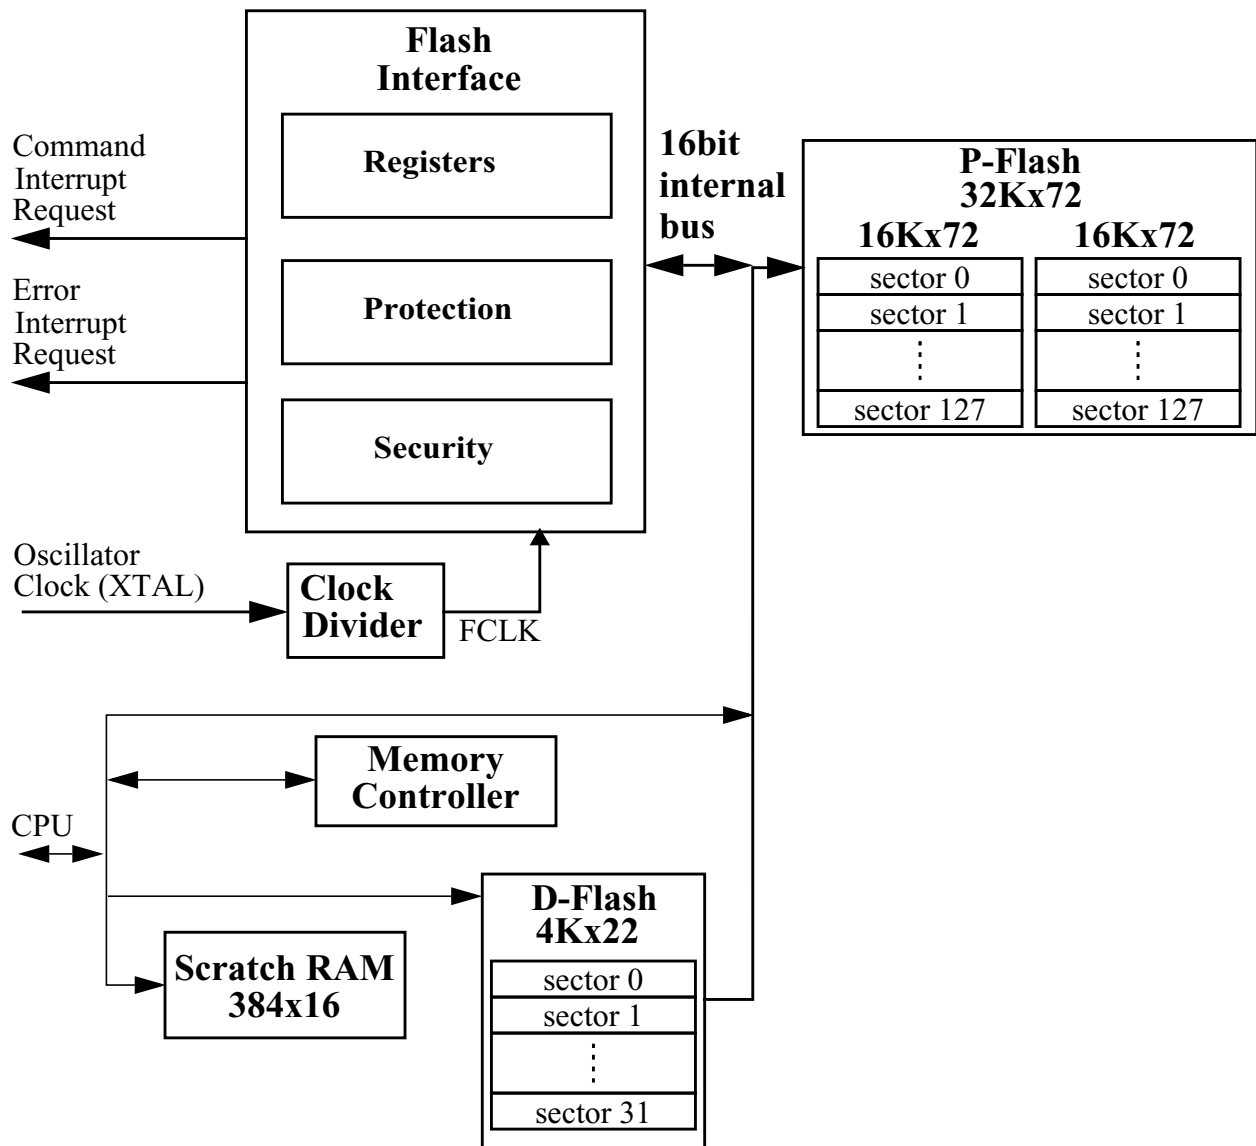 Flash
Interface
Registers
Protection
Security
Command
Interrupt
Request
Error
Interrupt
Request
16bit
internal
bus
P-Flash
32Kx72
16Kx72
16Kx72
sector 0
sector 0
sector 1
sector 1
sector 127
sector 127
Oscillator
Clock (XTAL)
Clock
Divider
FCLK
Memory
Controller
CPU
D-Flash
4Kx22
sector 0
sector 1
sector 31
Scratch RAM
384x16